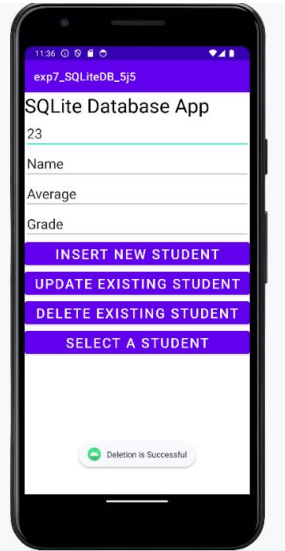 11:36
exp7_SQLiteDB_5j5
SQLite Database App
23
Name
Average
Grade
INSERT NEW STUDENT
UPDATE EXISTING STUDENT
DELETE EXISTING STUDENT
SELECT A STUDENT
Deletion is Successful